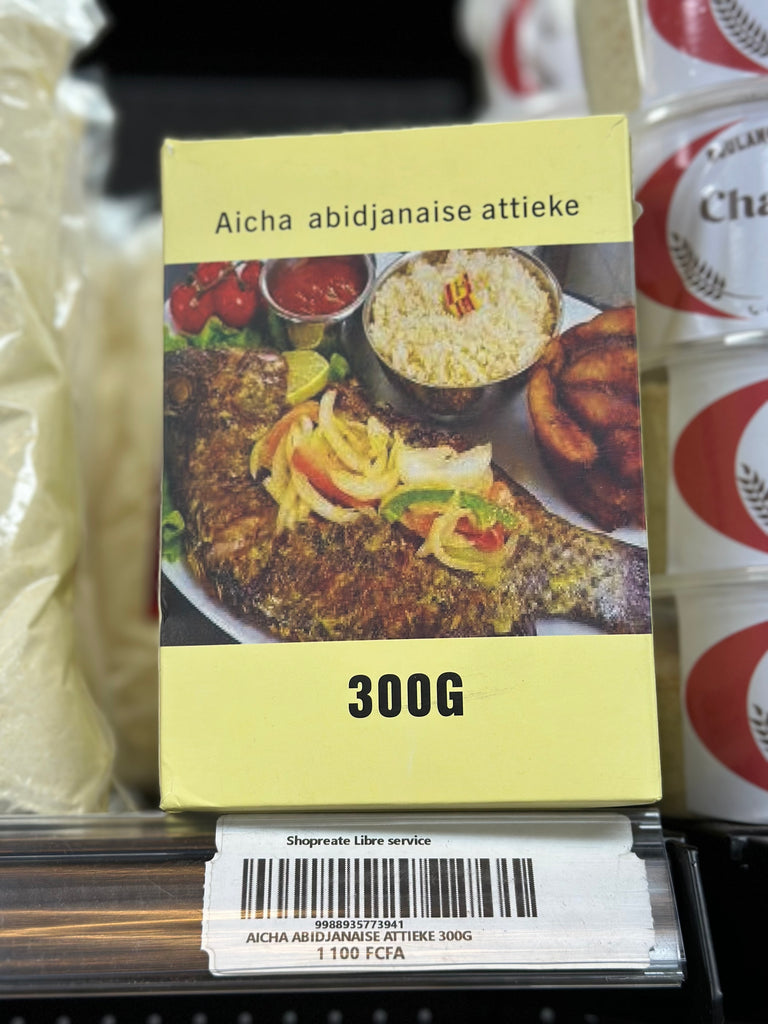 Aicha abidjanaise attieke
300G
Shopreate Libre service
9988935773941
AICHA ABIDJANAISE ATTIEKE 300G
1 100 FCFA
Cha